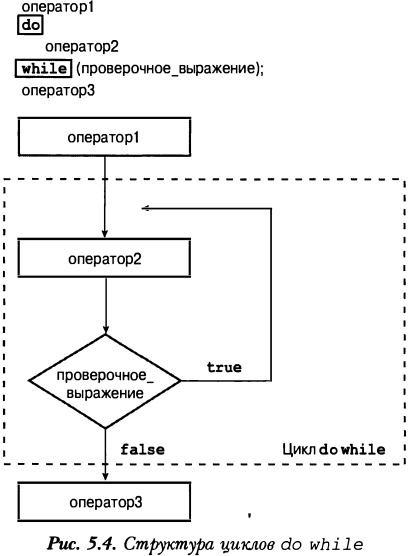 оператор1
do
оператор2
while (проверочное_выражение);
оператор3
оператор1
оператор2
true
проверочное_
выражение
false
Цикл do while
оператор3
Рис. 5.4. Структура циклов do while